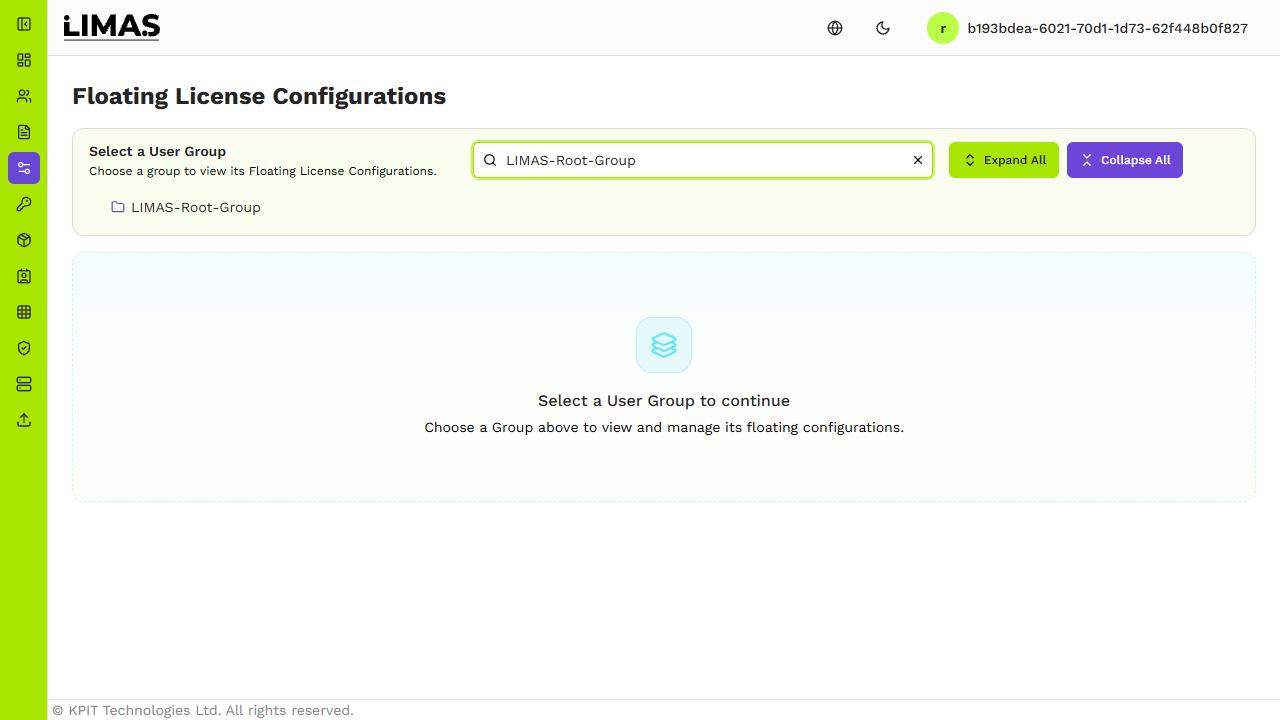 LIMAS
r
b193bdea-6021-70d1-1d73-62f448b0f827
Floating License Configurations
Select a User Group
Choose a group to view its Floating License Configurations.
LIMAS-Root-Group
Expand All
Collapse All
LIMAS-Root-Group
Select a User Group to continue
Choose a Group above to view and manage its floating configurations.
© KPIT Technologies Ltd. All rights reserved.